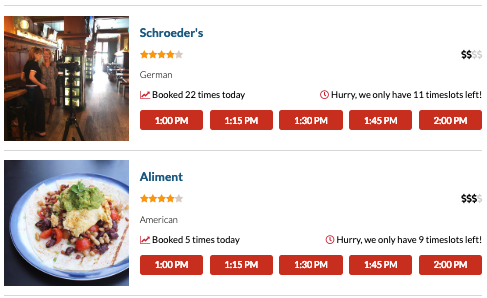 Schroeder's
$$$$
German
Booked 22 times today Hurry, we only have 11 timeslots left!
1:00 PM 1:15 PM 1:30 PM 1:45 PM 2:00 PM
Aliment
$$$$
American
Booked 5 times today Hurry, we only have 9 timeslots left!
1:00 PM 1:15 PM 1:30 PM 1:45 PM 2:00 PM